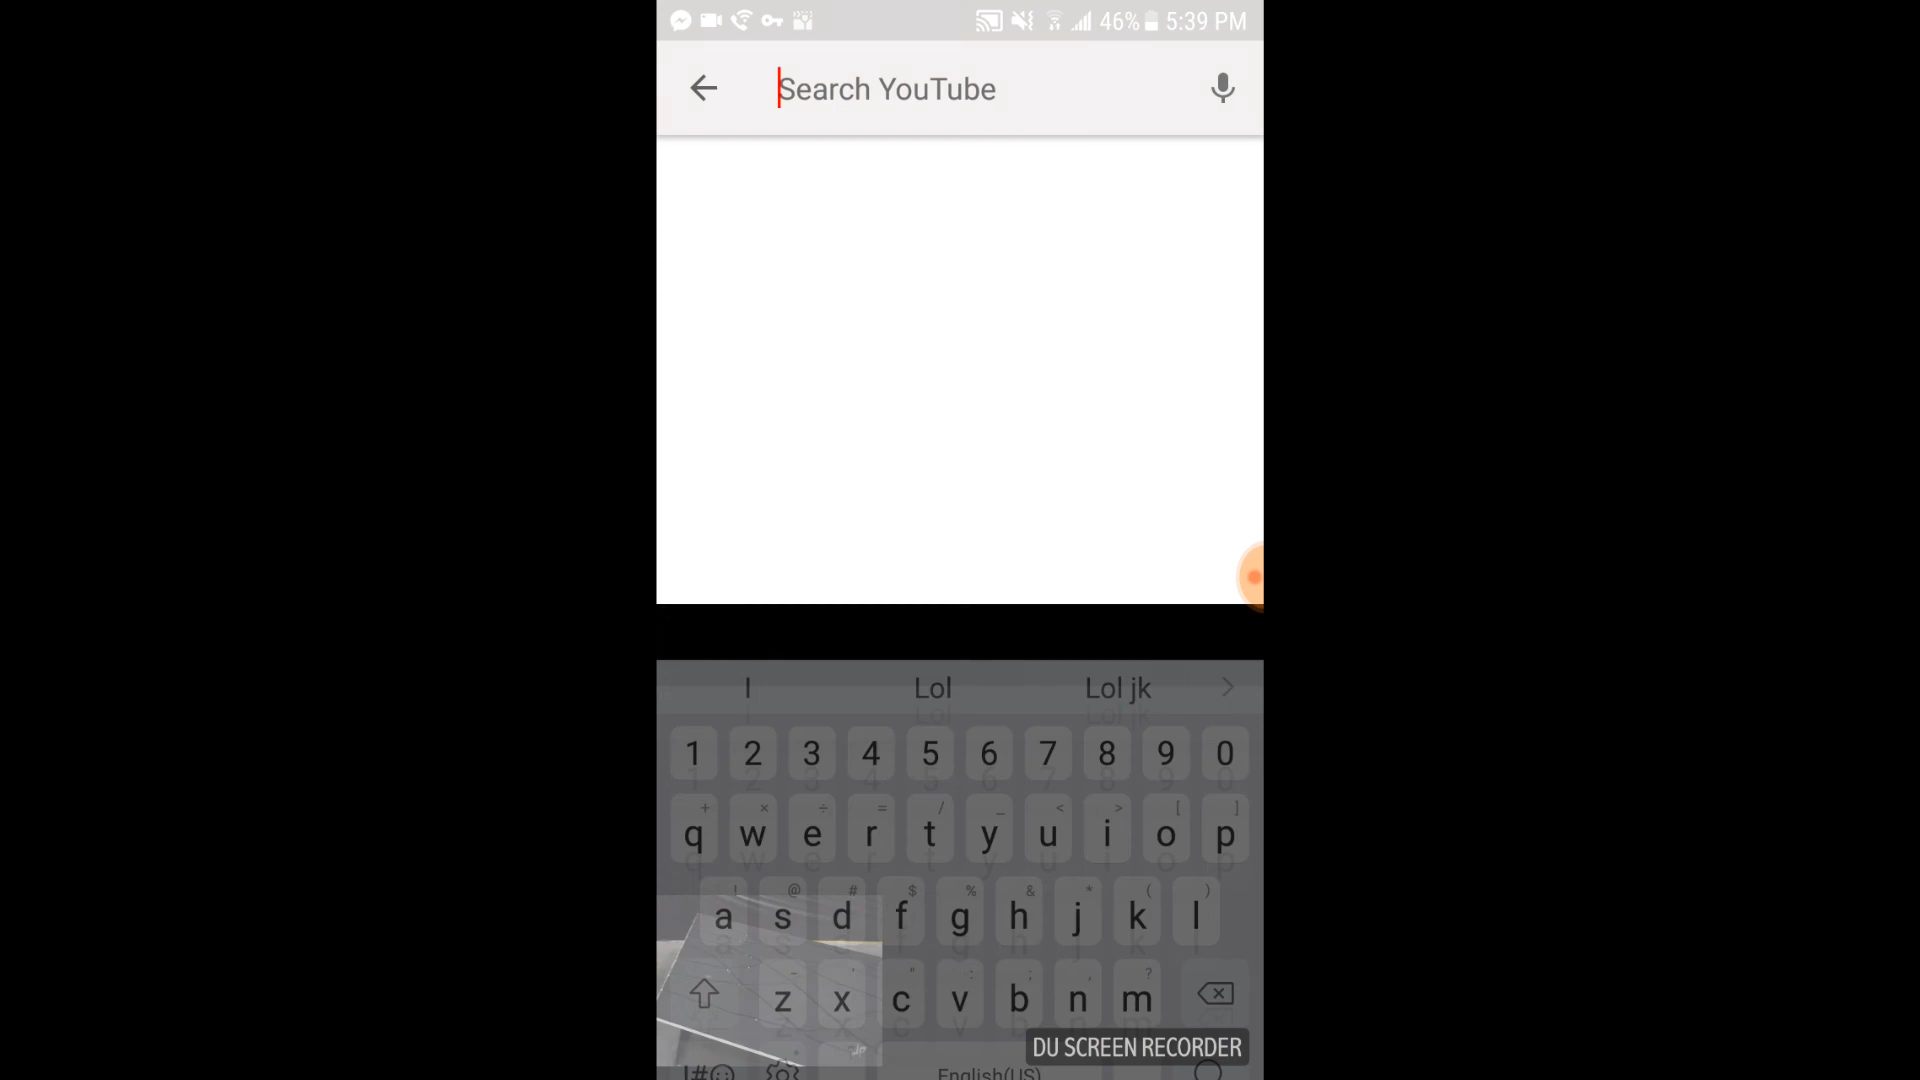 46% 5:39 PM
Search YouTube
I Lol Lol jk >
1 2 3 4 5 6 7 8 9 0
+ × ÷ = / _ < > [ ]
q w e r t y u i o p
! @ # $ % & * ( )
a s d f g h j k l
- ' " : ; , ?
z x c v b n m
DU SCREEN RECORDER
!#☺ English(US)